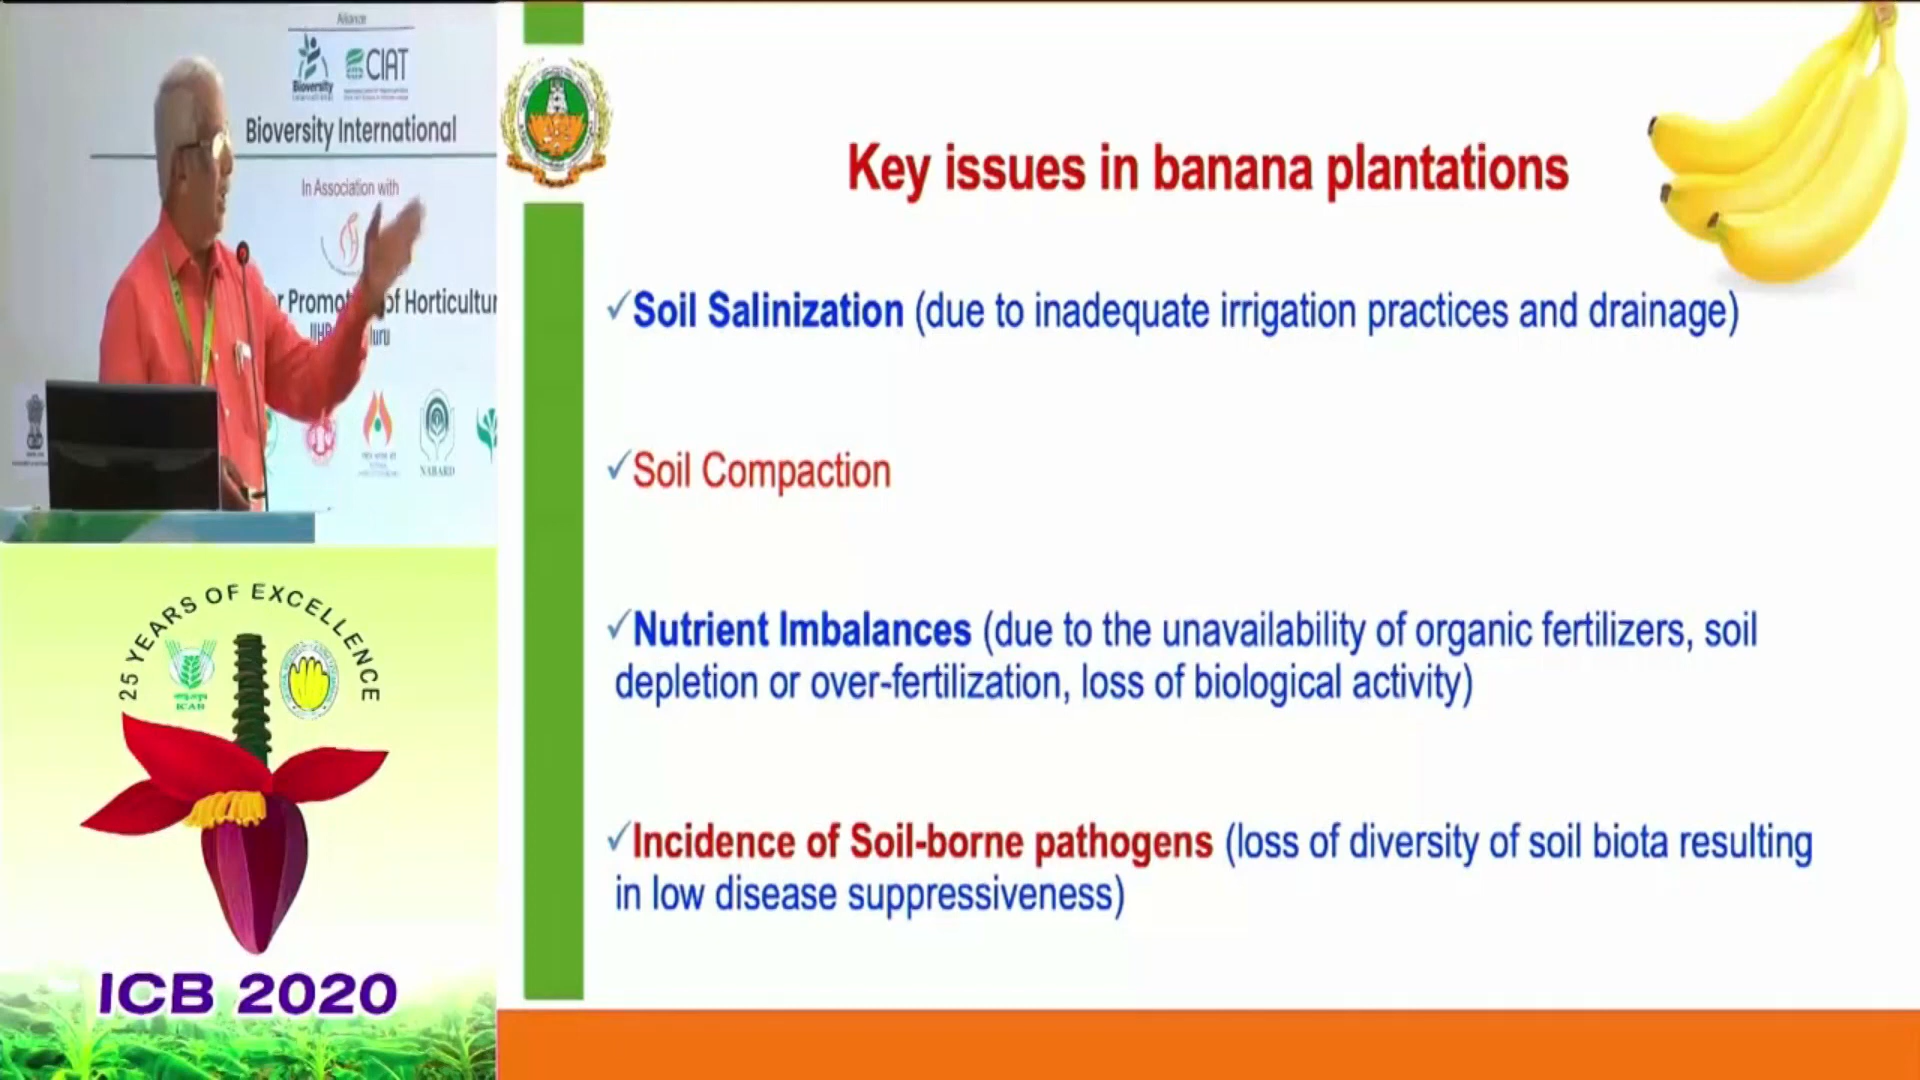 Alliance
Bioversity
CIAT
Bioversity International
In Association with
r Promot of Horticultur
NABARD
25 YEARS OF EXCELLENCE
ICAR
ICB 2020
Key issues in banana plantations
✓Soil Salinization (due to inadequate irrigation practices and drainage)
✓Soil Compaction
✓Nutrient Imbalances (due to the unavailability of organic fertilizers, soil
depletion or over-fertilization, loss of biological activity)
✓Incidence of Soil-borne pathogens (loss of diversity of soil biota resulting
in low disease suppressiveness)